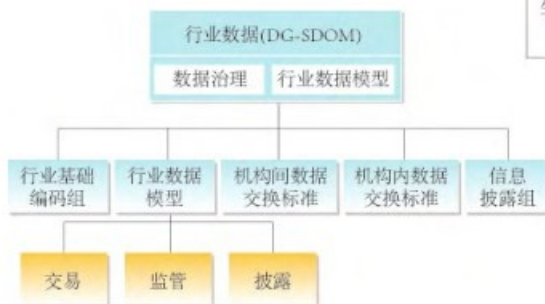 行业数据(DG-SDOM)
数据治理 行业数据模型
行业基础
编码组
行业数据
模型
机构间数据
交换标准
机构内数据
交换标准
信息
披露组
交易 监管 披露